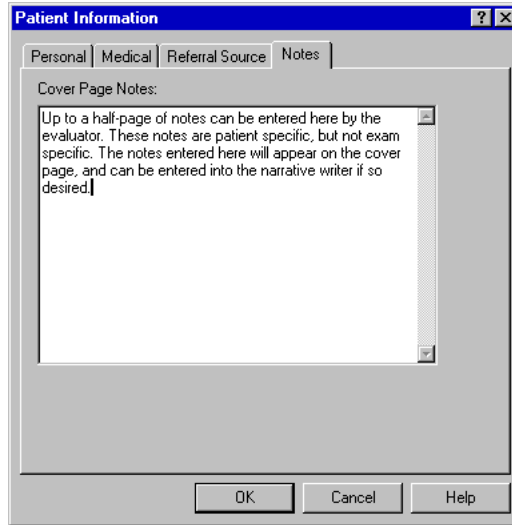 Patient Information
Personal Medical Referral Source Notes
Cover Page Notes:
Up to a half-page of notes can be entered here by the
evaluator. These notes are patient specific, but not exam
specific. The notes entered here will appear on the cover
page, and can be entered into the narrative writer if so
desired.
OK Cancel Help